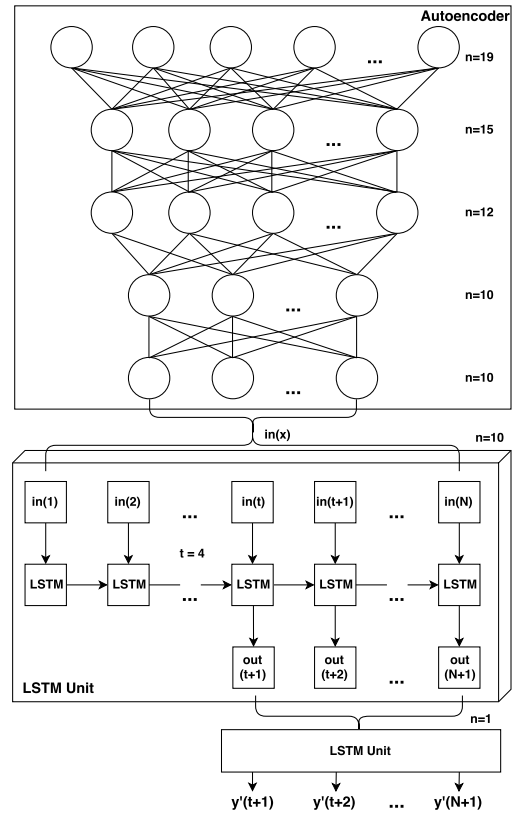 Autoencoder
n=19
...
n=15
...
n=12
...
n=10
...
n=10
...
in(x)
n=10
in(1) in(2) ... in(t) in(t+1) ... in(N)
t = 4
LSTM LSTM ... LSTM LSTM ... LSTM
out
(t+1)
out
(t+2)
...
out
(N+1)
LSTM Unit
n=1
LSTM Unit
y'(t+1) y'(t+2) ... y'(N+1)